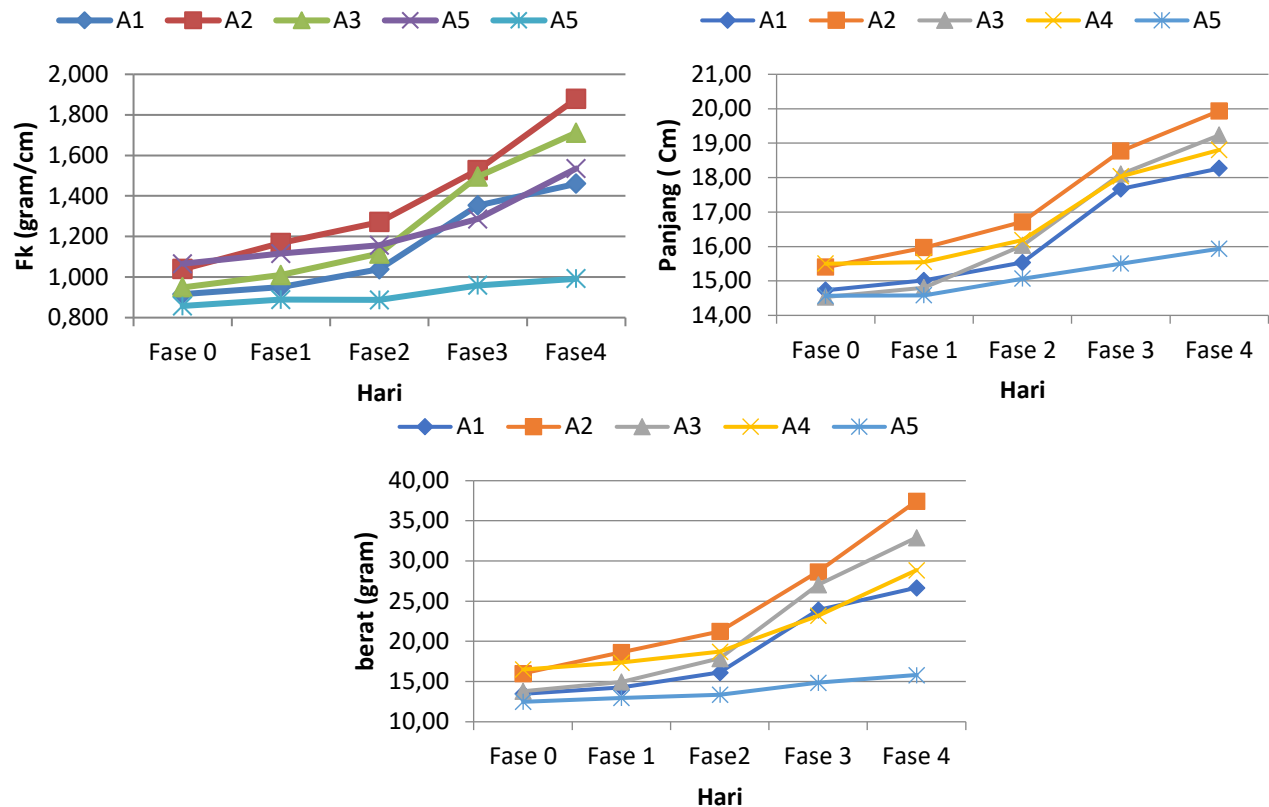 A1 A2 A3 A5 A5
Fk (gram/cm)
2,000
1,800
1,600
1,400
1,200
1,000
0,800
Fase 0 Fase1 Fase2 Fase3 Fase4
Hari
A1 A2 A3 A4 A5
Panjang ( Cm)
21,00
20,00
19,00
18,00
17,00
16,00
15,00
14,00
Fase 0 Fase 1 Fase 2 Fase 3 Fase 4
Hari
A1 A2 A3 A4 A5
berat (gram)
40,00
35,00
30,00
25,00
20,00
15,00
10,00
Fase 0 Fase 1 Fase2 Fase 3 Fase 4
Hari